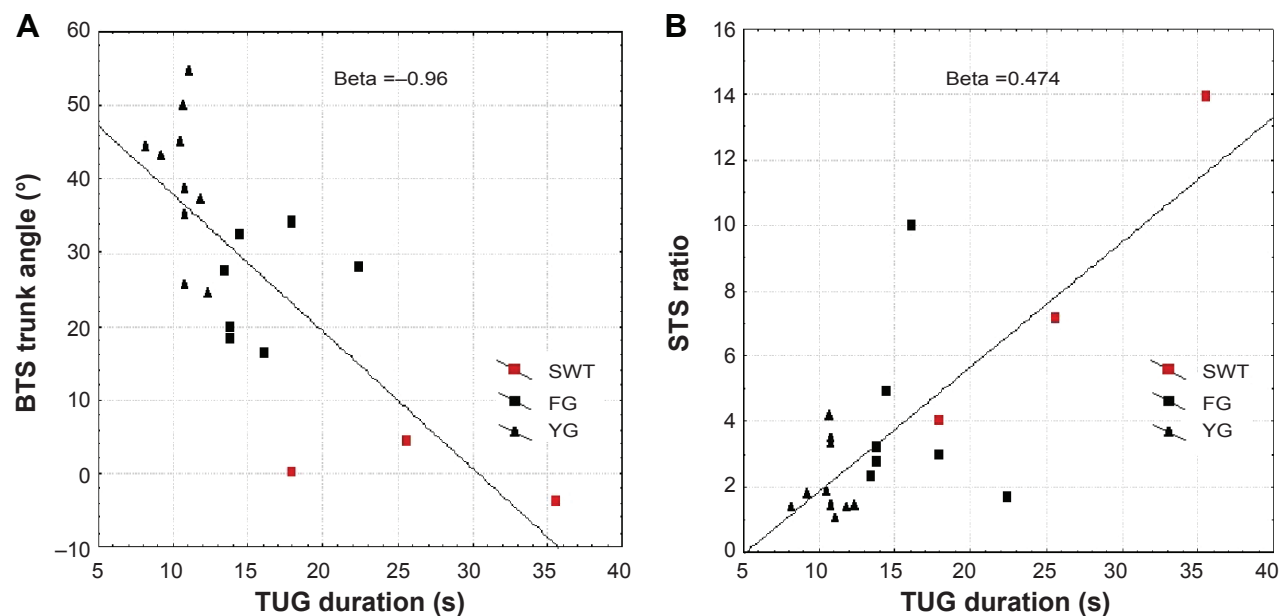 A
Beta =–0.96
BTS trunk angle (°)
60
50
40
30
20
10
0
–10
SWT
FG
YG
5 10 15 20 25 30 35 40
TUG duration (s)
B
Beta =0.474
STS ratio
16
14
12
10
8
6
4
2
0
SWT
FG
YG
5 10 15 20 25 30 35 40
TUG duration (s)